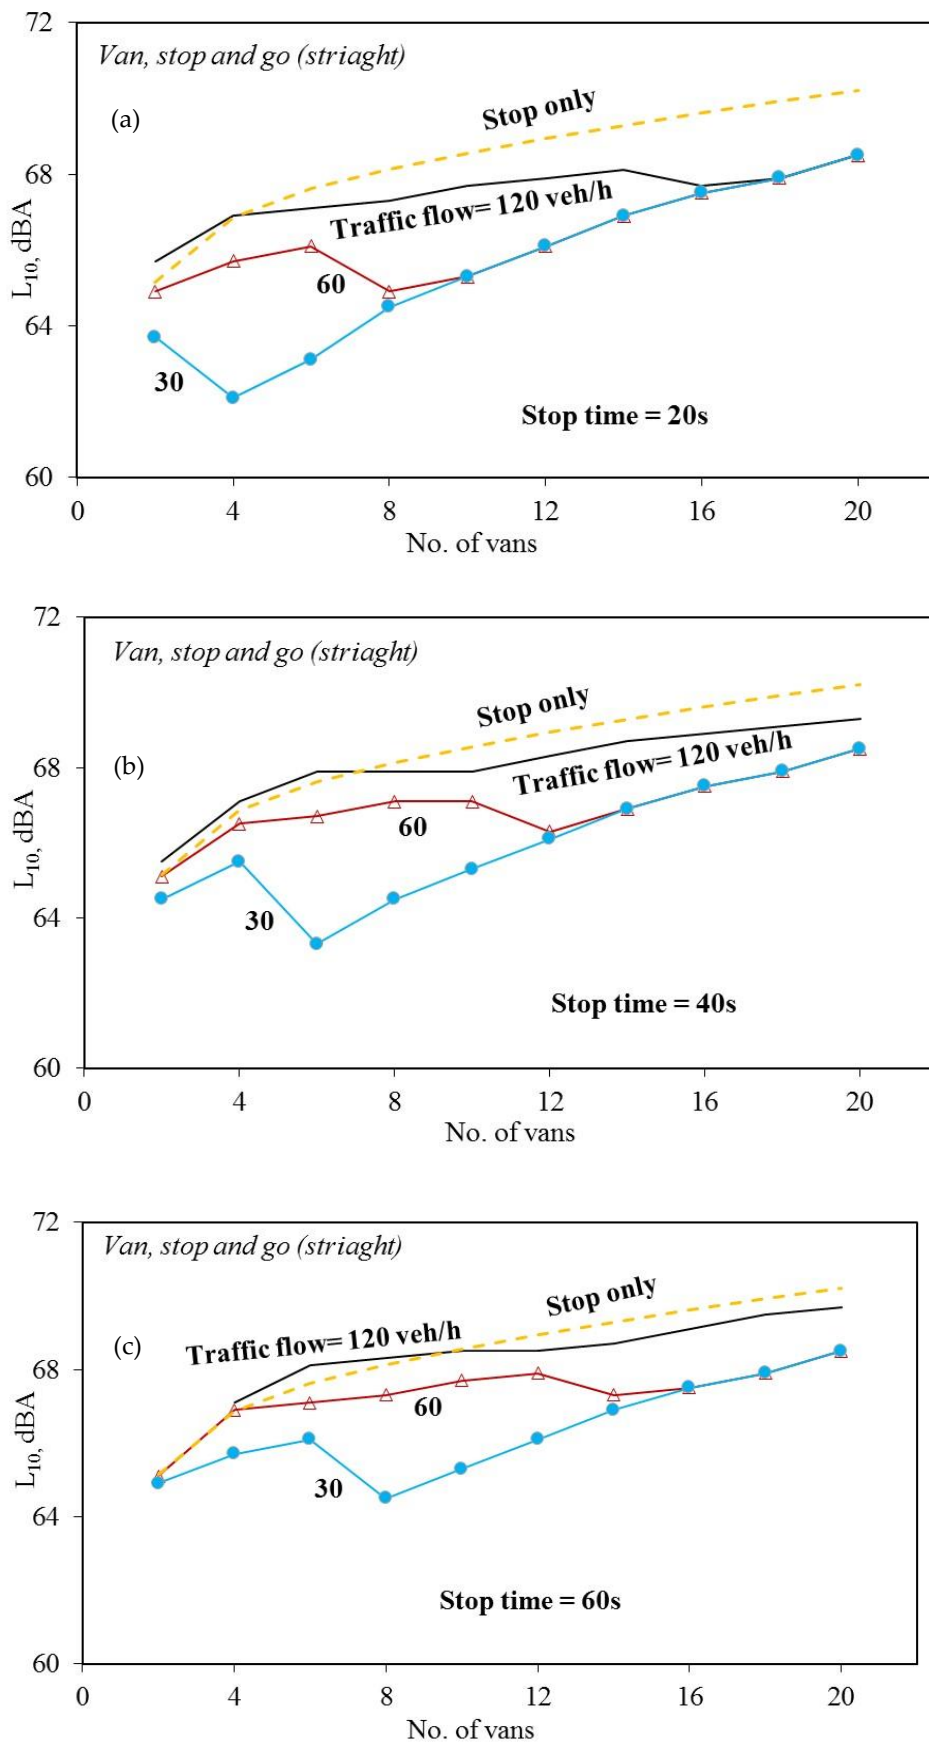 72
Van, stop and go (striaght)
(a)
Stop only
68
Traffic flow= 120 veh/h
L10, dBA
60
64
30
Stop time = 20s
60
0 4 8 12 16 20
No. of vans
72
Van, stop and go (striaght)
Stop only
(b)
68
Traffic flow= 120 veh/h
60
L10, dBA
64
30
Stop time = 40s
60
0 4 8 12 16 20
No. of vans
72
Van, stop and go (striaght)
Stop only
(c)
Traffic flow= 120 veh/h
68
60
L10, dBA
30
64
Stop time = 60s
60
0 4 8 12 16 20
No. of vans